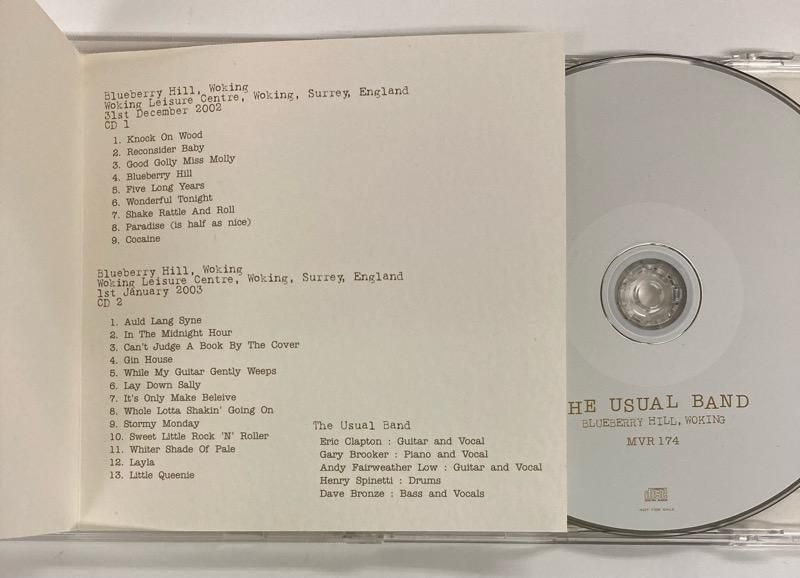 Blueberry Hill, Woking
Woking Leisure Centre, Woking, Surrey, England
31st December 2002
CD 1
1. Knock On Wood
2. Reconsider Baby
3. Good Golly Miss Molly
4. Blueberry Hill
5. Five Long Years
6. Wonderful Tonight
7. Shake Rattle And Roll
8. Paradise (is half as nice)
9. Cocaine
Blueberry Hill, Woking
Woking Leisure Centre, Woking, Surrey, England
1st January 2003
CD 2
1. Auld Lang Syne
2. In The Midnight Hour
3. Can't Judge A Book By The Cover
4. Gin House
5. While My Guitar Gently Weeps
6. Lay Down Sally
7. It's Only Make Beleive
8. Whole Lotta Shakin' Going On
9. Stormy Monday
10. Sweet Little Rock 'N' Roller
11. Whiter Shade Of Pale
12. Layla
13. Little Queenie
The Usual Band
Eric Clapton : Guitar and Vocal
Gary Brooker : Piano and Vocal
Andy Fairweather Low : Guitar and Vocal
Henry Spinetti : Drums
Dave Bronze : Bass and Vocals
HE USUAL BAND
BLUEBERRY HILL, WOKING
MVR 174
NOT FOR SALE